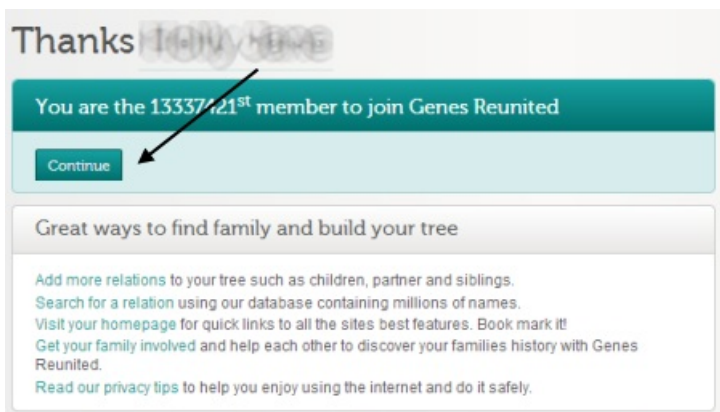 Thanks
You are the 13337421st member to join Genes Reunited
Continue
Great ways to find family and build your tree
Add more relations to your tree such as children, partner and siblings.
Search for a relation using our database containing millions of names.
Visit your homepage for quick links to all the sites best features. Book mark it!
Get your family involved and help each other to discover your families history with Genes
Reunited.
Read our privacy tips to help you enjoy using the internet and do it safely.